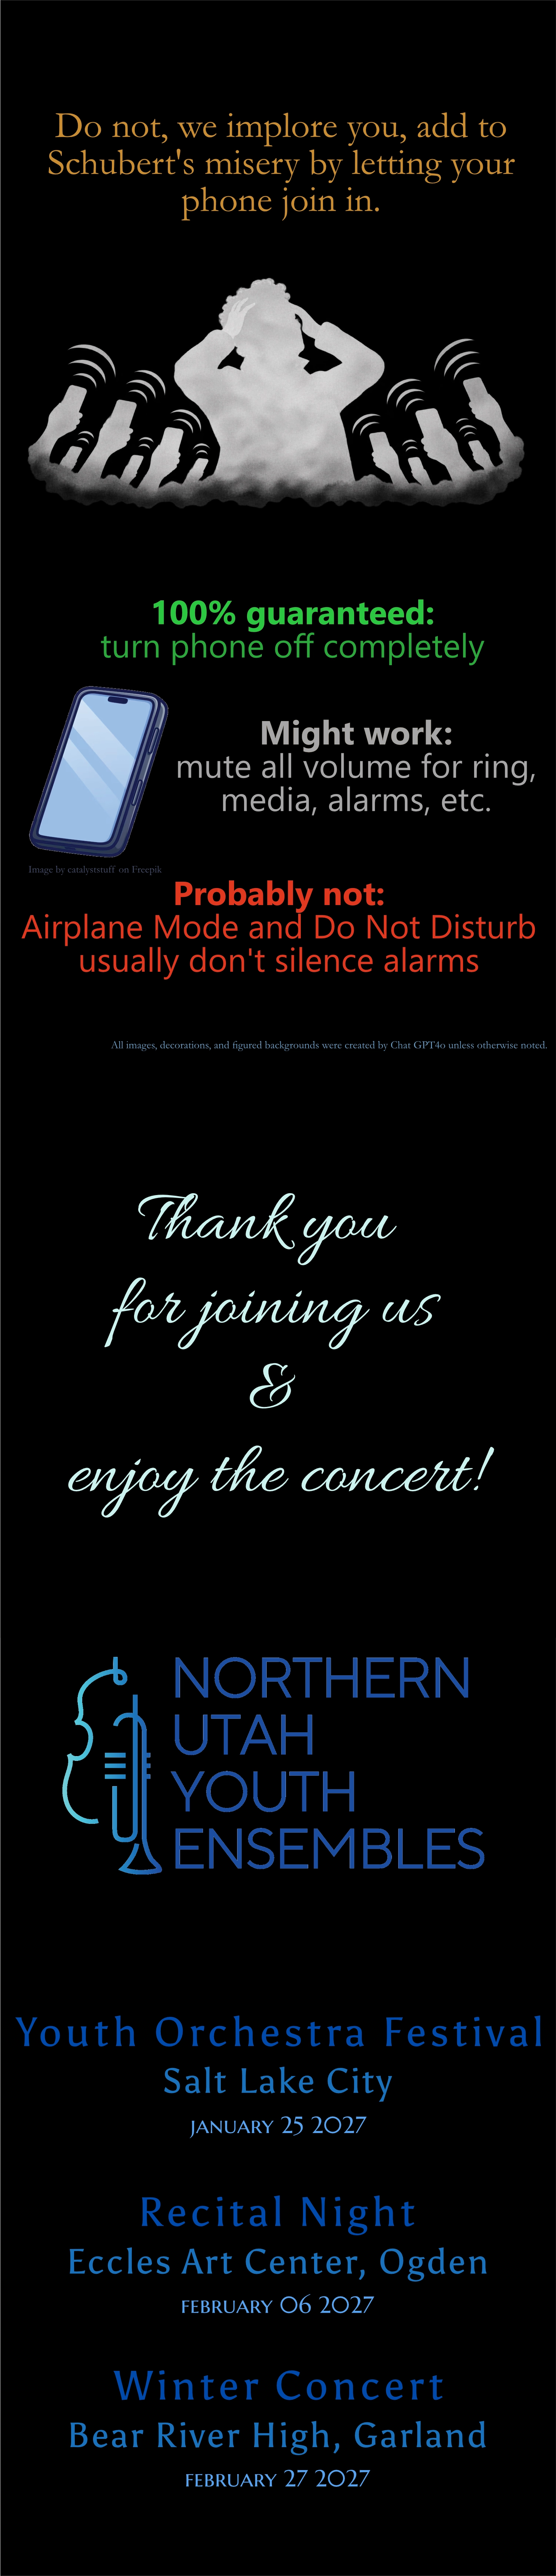 Do not, we implore you, add to
Schubert's misery by letting your
phone join in.
100% guaranteed:
turn phone off completely
Might work:
mute all volume for ring,
media, alarms, etc.
Image by catalyststuff on Freepik
Probably not:
Airplane Mode and Do Not Disturb
usually don't silence alarms
All images, decorations, and figured backgrounds were created by Chat GPT4o unless otherwise noted.
Thank you
for joining us
&
enjoy the concert!
NORTHERN
UTAH
YOUTH
ENSEMBLES
Youth Orchestra Festival
Salt Lake City
JANUARY 25 2027
Recital Night
Eccles Art Center, Ogden
FEBRUARY 06 2027
Winter Concert
Bear River High, Garland
FEBRUARY 27 2027